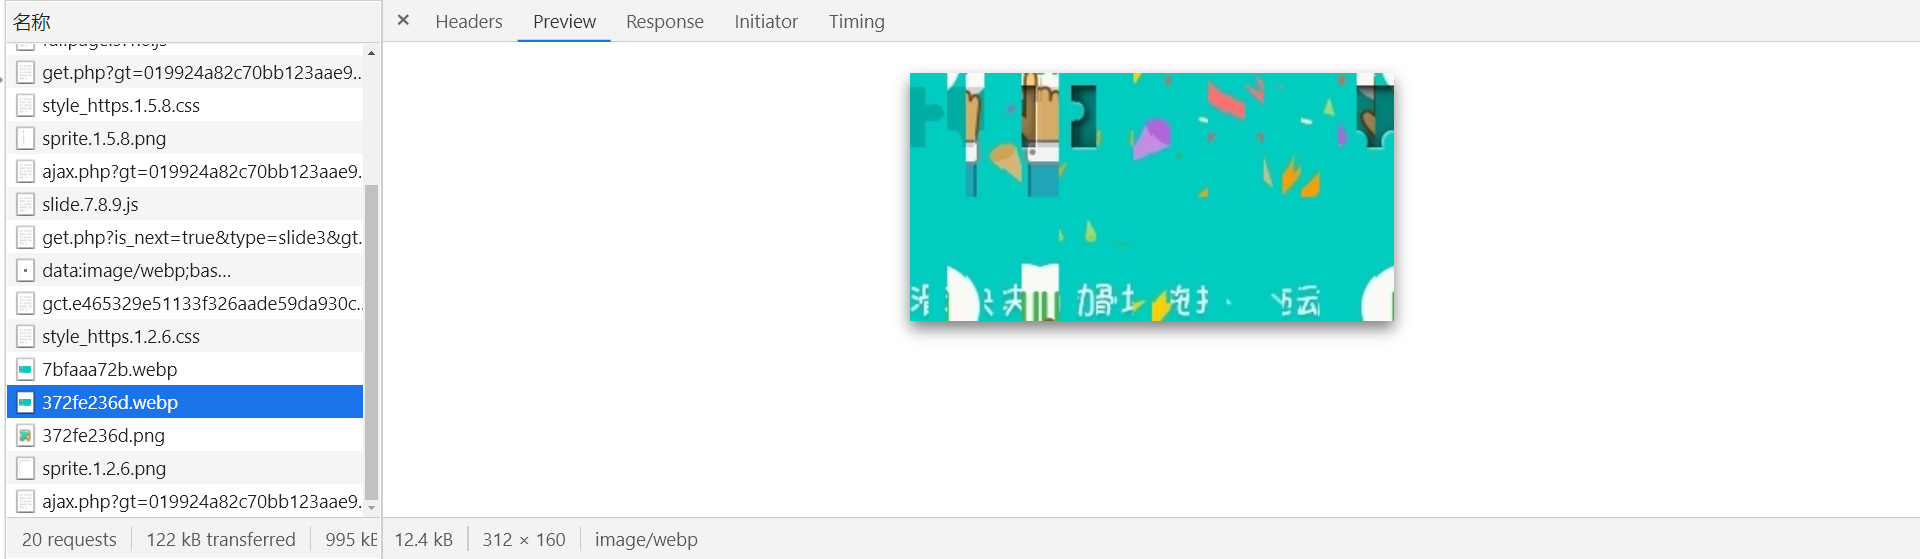 名称
× Headers Preview Response Initiator Timing
get.php?gt=019924a82c70bb123aae9...
style_https.1.5.8.css
sprite.1.5.8.png
ajax.php?gt=019924a82c70bb123aae9.
slide.7.8.9.js
get.php?is_next=true&type=slide3&gt.
data:image/webp;bas...
gct.e465329e51133f326aade59da930c...
style_https.1.2.6.css
7bfaaa72b.webp
372fe236d.webp
372fe236d.png
sprite.1.2.6.png
ajax.php?gt=019924a82c70bb123aae9.
20 requests 122 kB transferred 995 kE 12.4 kB 312 × 160 image/webp